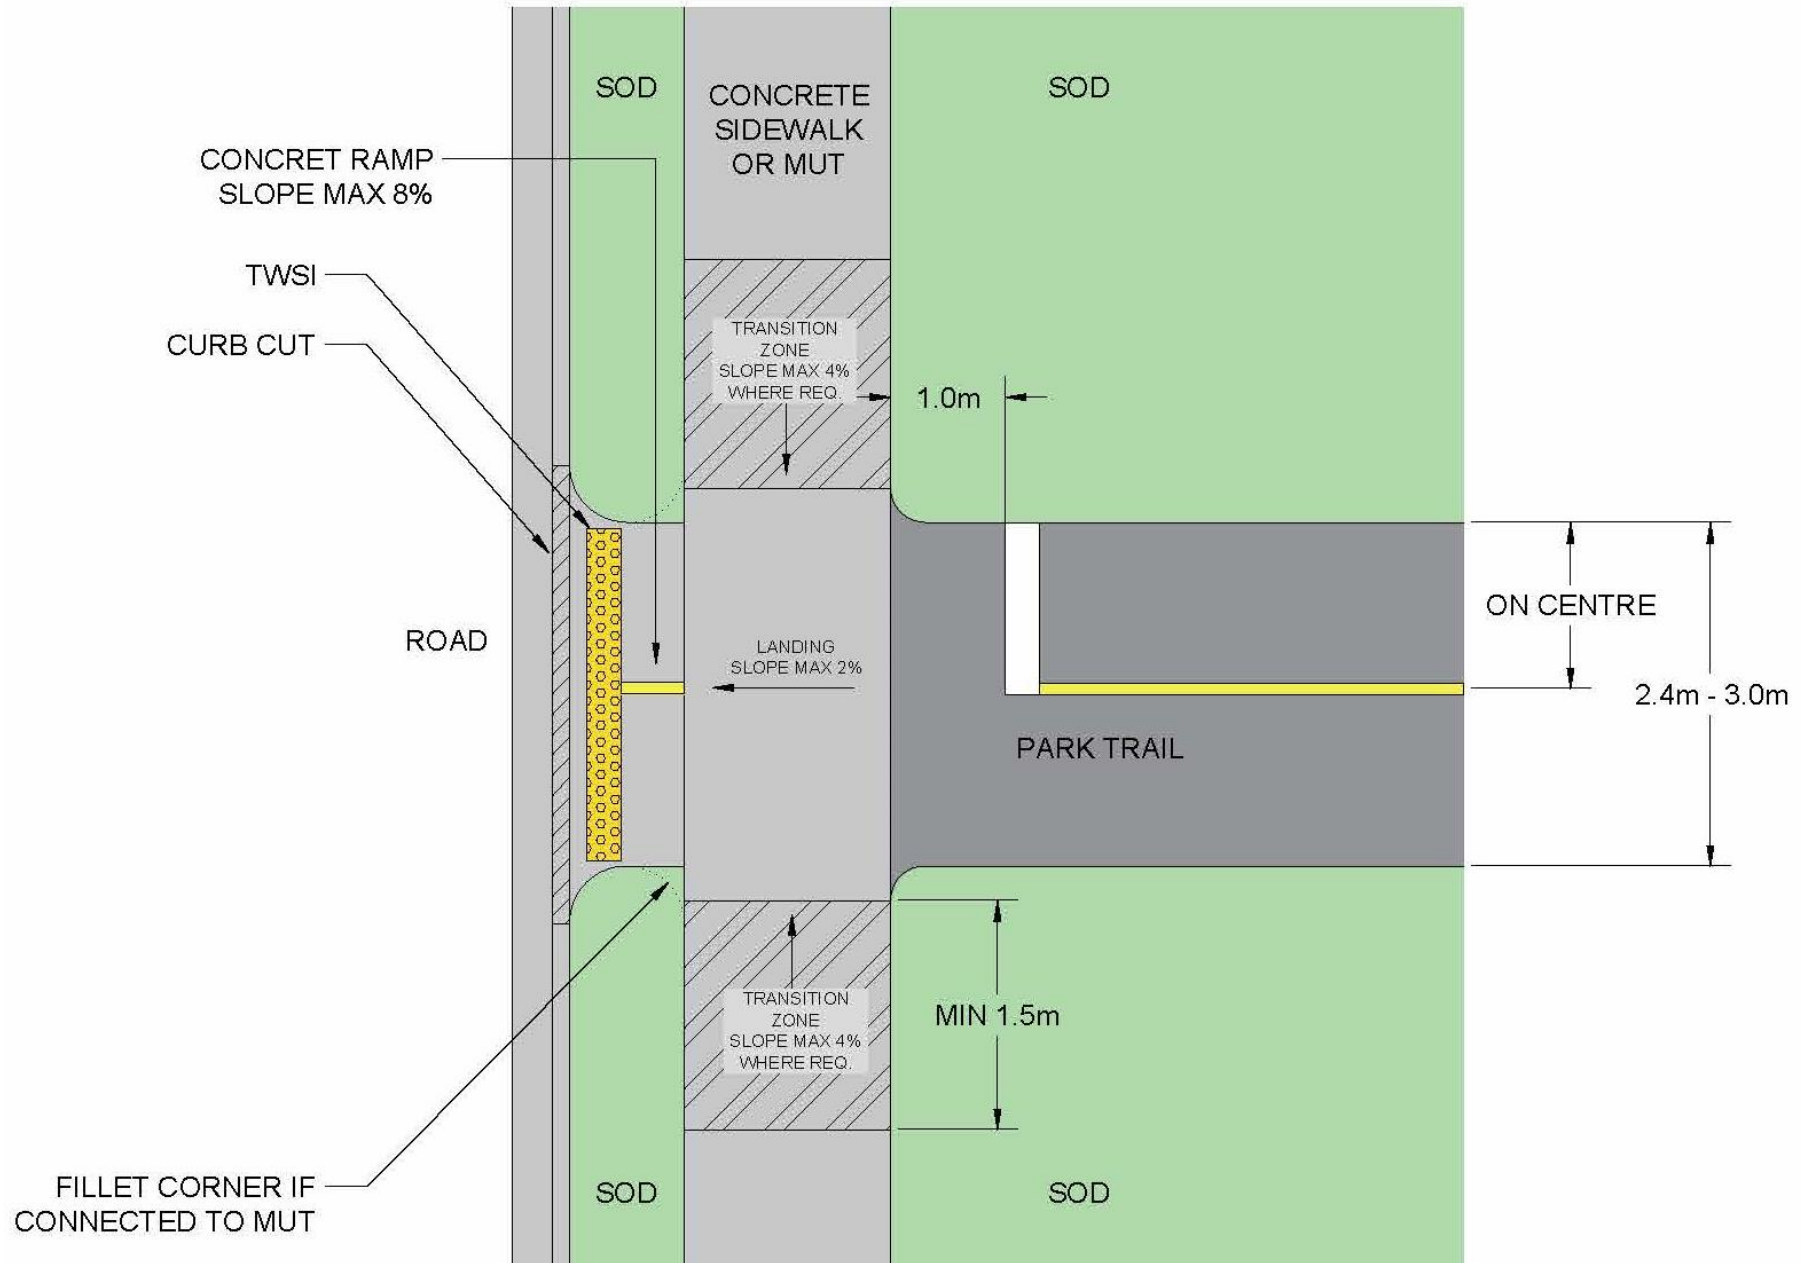 SOD
CONCRETE
SIDEWALK
OR MUT
SOD
CONCRET RAMP
SLOPE MAX 8%
TWSI
CURB CUT
TRANSITION
ZONE
SLOPE MAX 4%
WHERE REQ.
1.0m
ROAD
LANDING
SLOPE MAX 2%
ON CENTRE
2.4m - 3.0m
PARK TRAIL
TRANSITION
ZONE
SLOPE MAX 4%
WHERE REQ.
MIN 1.5m
FILLET CORNER IF
CONNECTED TO MUT
SOD
SOD